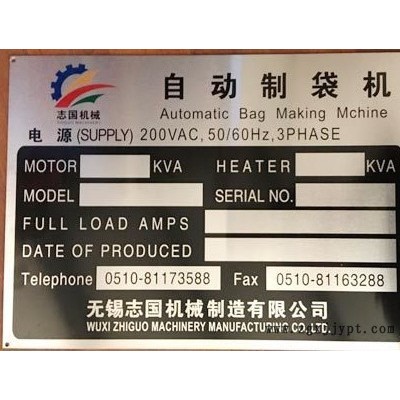 志国机械
ZHIGUO MACHINERY
自动制袋机
Automatic Bag Making Mchine
电源(SUPPLY) 200VAC, 50/60Hz, 3PHASE
MOTOR KVA HEATER KVA
MODEL SERIAL NO.
FULL LOAD AMPS
DATE OF PRODUCED
Telephone 0510-81173588 Fax 0510-81163288
无锡志国机械制造有限公司
WUXI ZHIGUO MACHINERY MANUFACTURING CO.LTD.